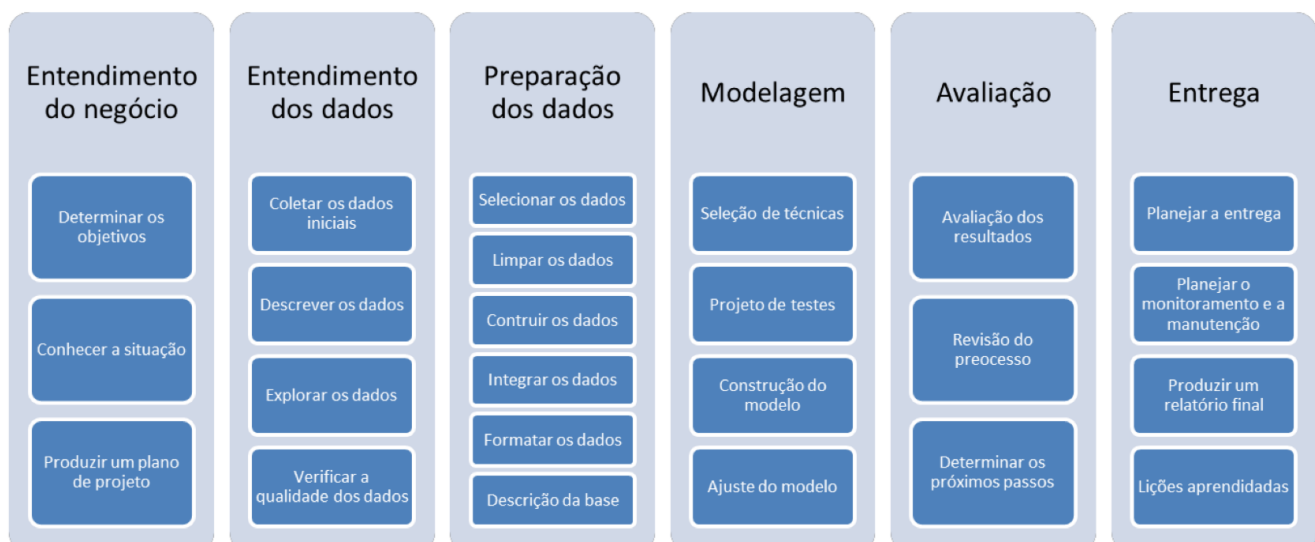 Entendimento
do negócio
Determinar os
objetivos
Conhecer a situação
Produzir um plano
de projeto
Entendimento
dos dados
Coletar os dados
iniciais
Descrever os dados
Explorar os dados
Verificar a
qualidade dos dados
Preparação
dos dados
Selecionar os dados
Limpar os dados
Contruir os dados
Integrar os dados
Formatar os dados
Descrição da base
Modelagem
Seleção de técnicas
Projeto de testes
Construção do
modelo
Ajuste do modelo
Avaliação
Avaliação dos
resultados
Revisão do
preocesso
Determinar os
próximos passos
Entrega
Planejar a entrega
Planejar o
monitoramento e a
manutenção
Produzir um
relatório final
Lições aprendidadas